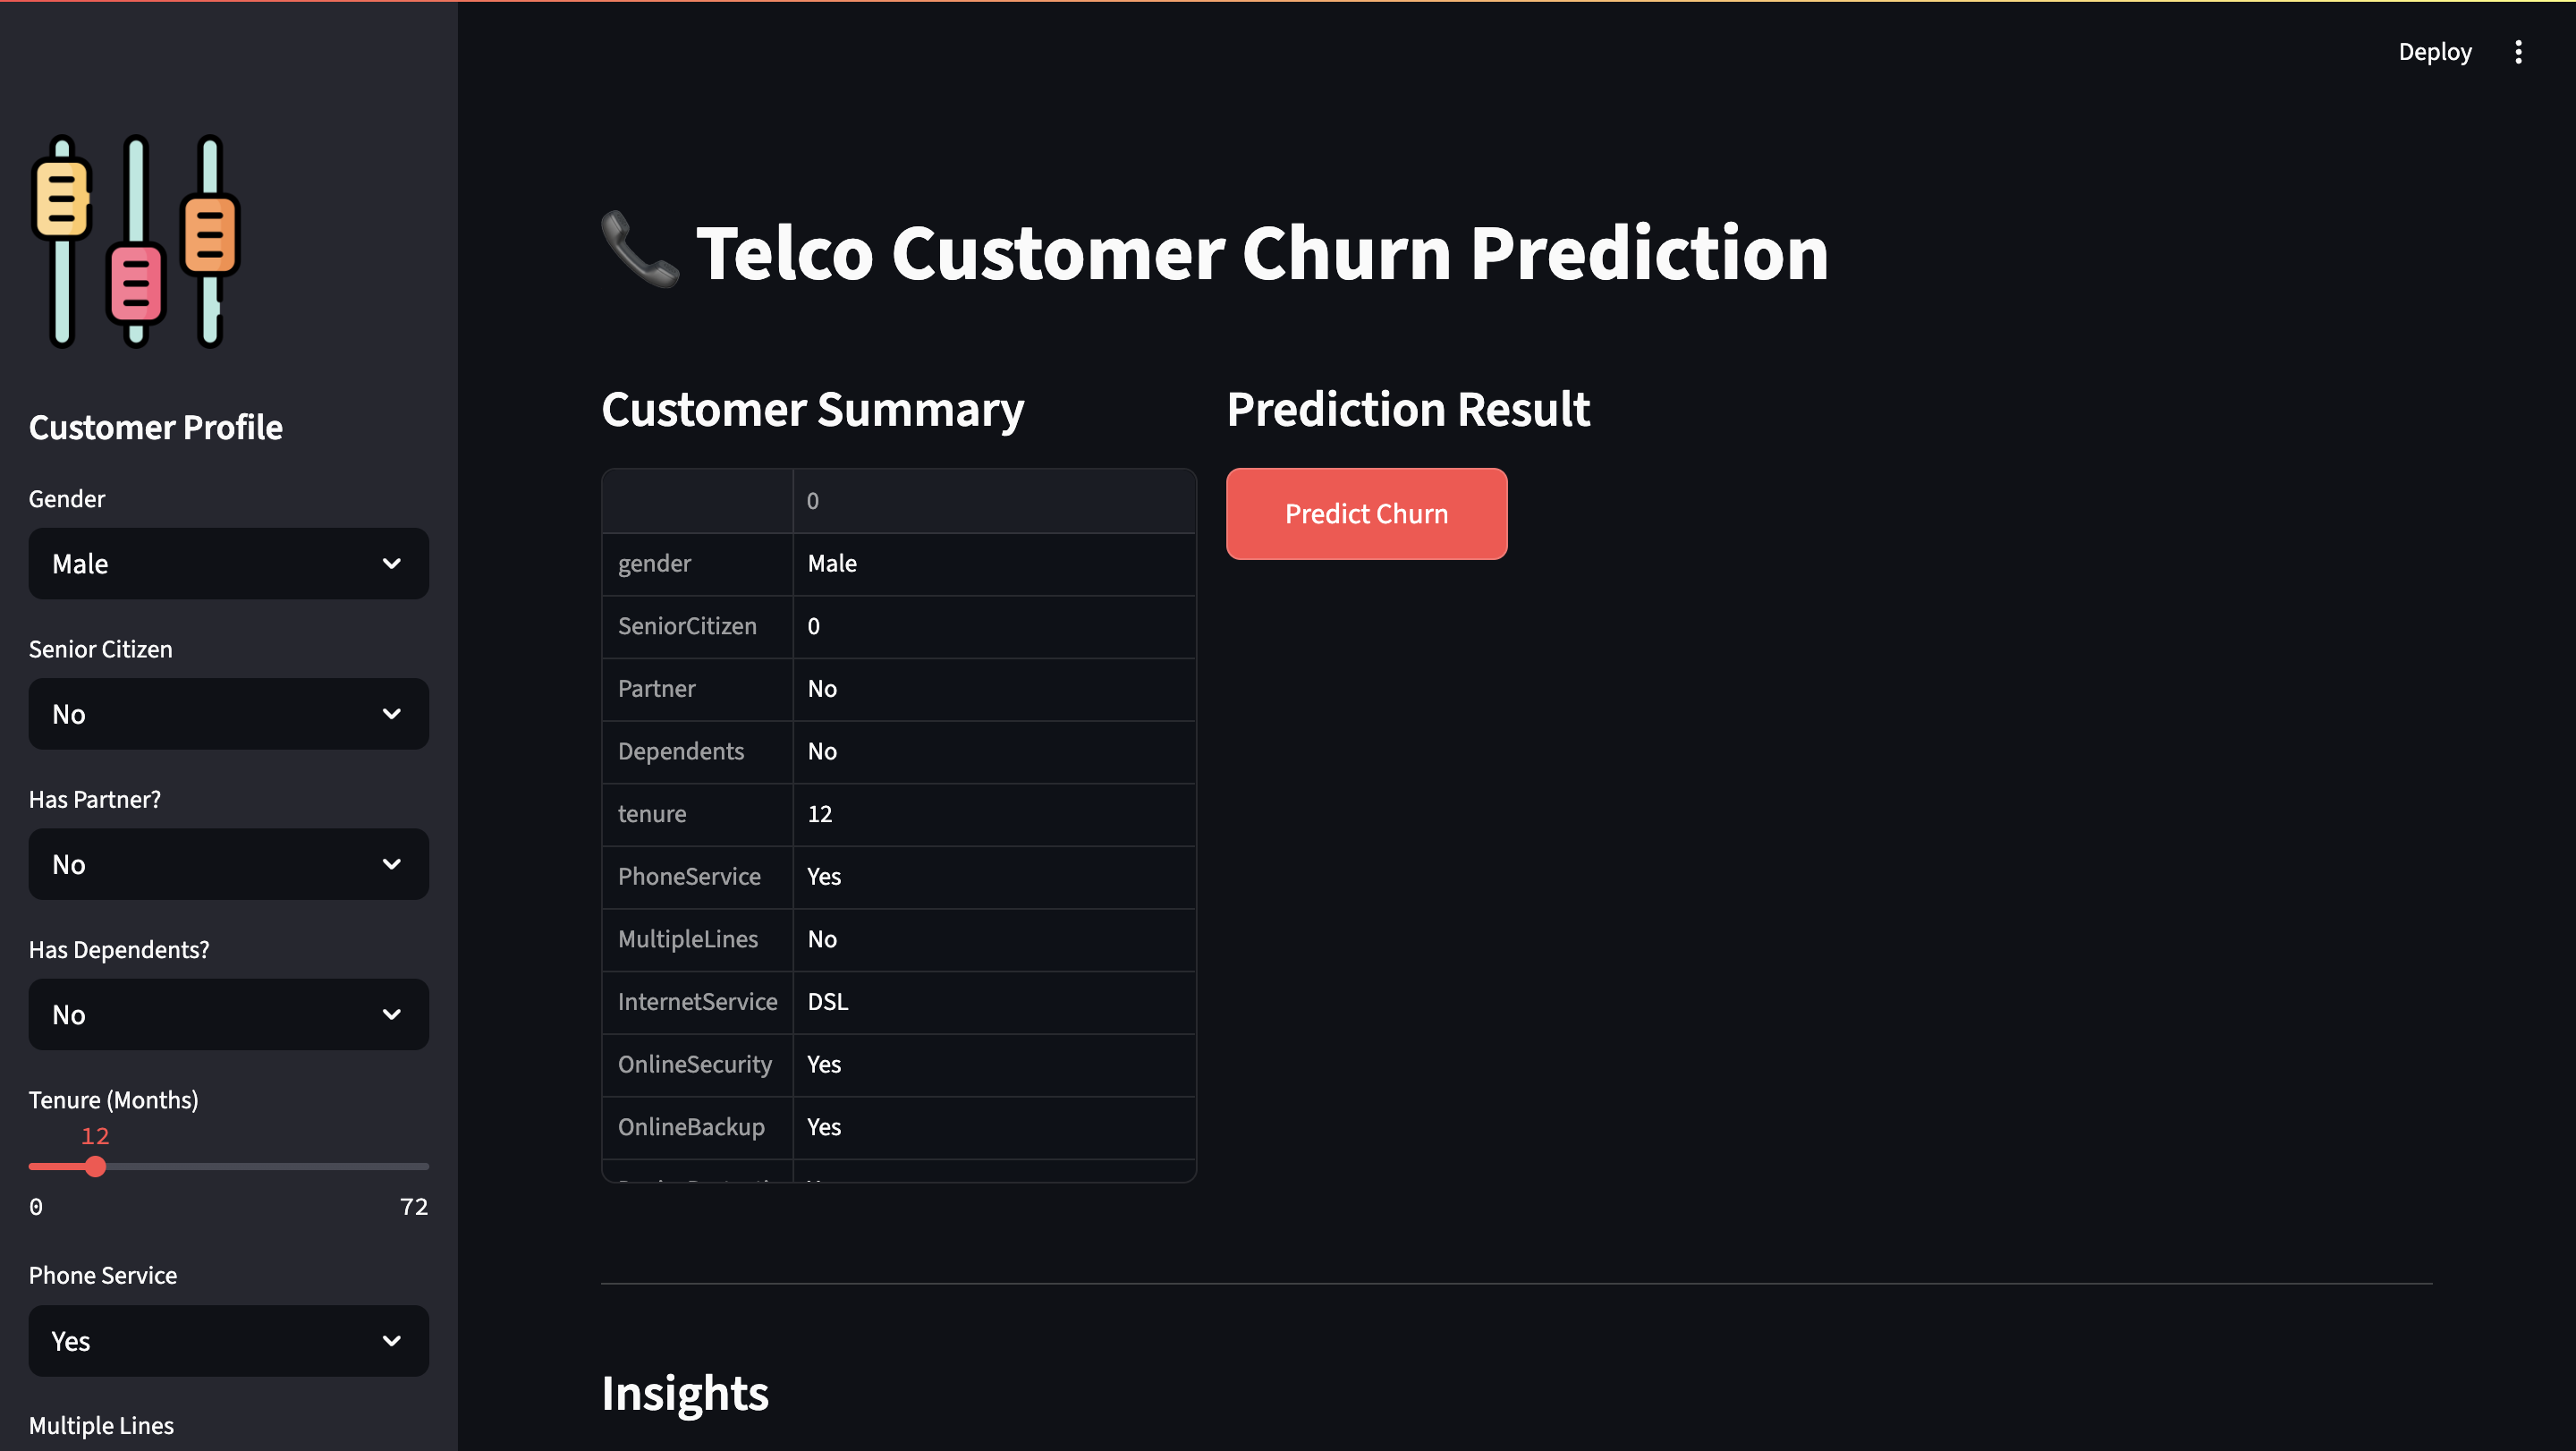 Deploy
Customer Profile
Gender
Male
Senior Citizen
No
Has Partner?
No
Has Dependents?
No
Tenure (Months)
12
0 72
Phone Service
Yes
Multiple Lines
Telco Customer Churn Prediction
Customer Summary
0
gender Male
SeniorCitizen 0
Partner No
Dependents No
tenure 12
PhoneService Yes
MultipleLines No
InternetService DSL
OnlineSecurity Yes
OnlineBackup Yes
Prediction Result
Predict Churn
Insights